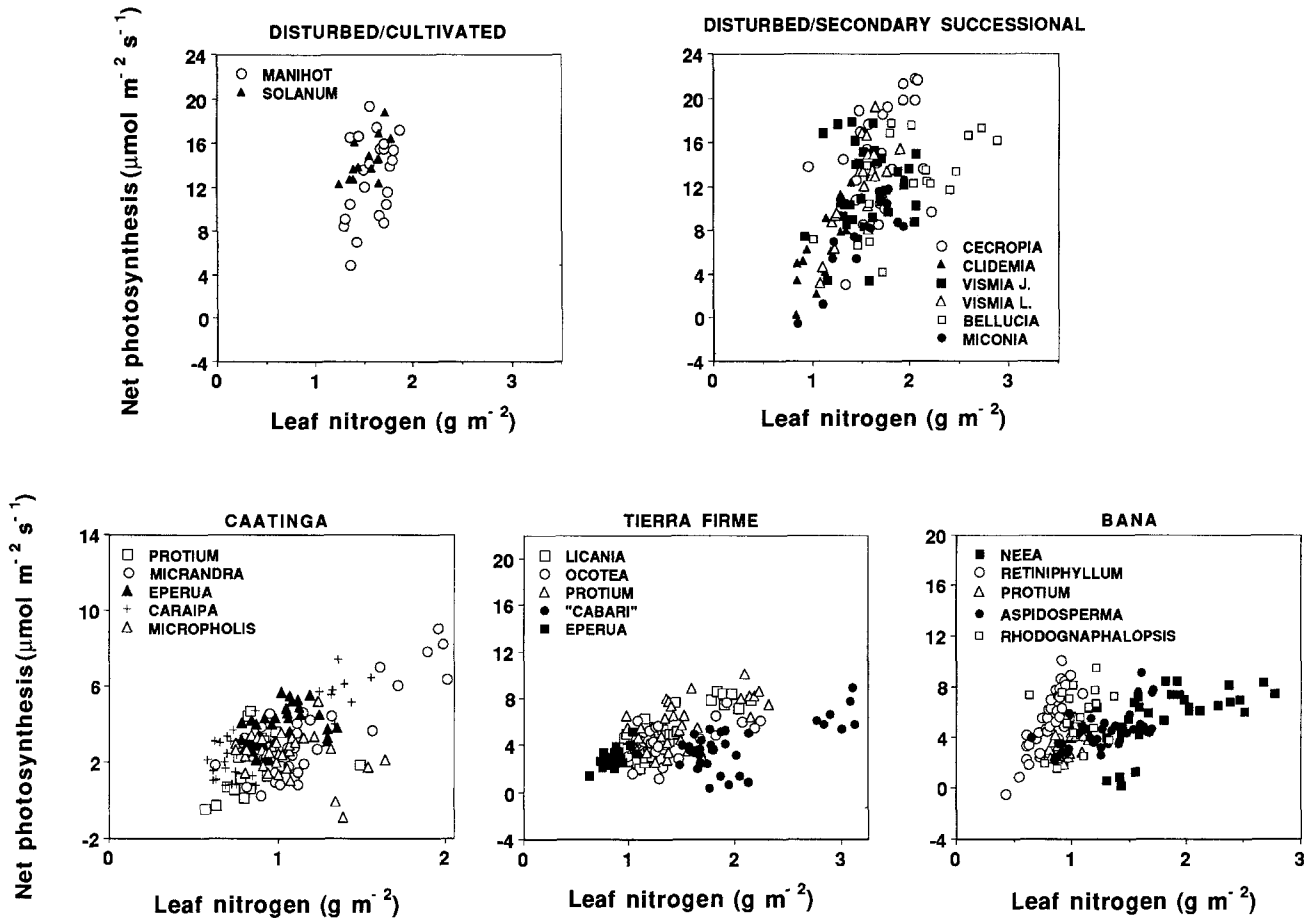 DISTURBED/CULTIVATED
Net photosynthesis (µmol m⁻² s⁻¹)
24
20
16
12
8
4
0
-4
MANIHOT
SOLANUM
0 1 2 3
Leaf nitrogen (g m⁻²)
DISTURBED/SECONDARY SUCCESSIONAL
24
20
16
12
8
4
0
-4
CECROPIA
CLIDEMIA
VISMIA J.
VISMIA L.
BELLUCIA
MICONIA
0 1 2 3
Leaf nitrogen (g m⁻²)
CAATINGA
Net photosynthesis (µmol m⁻² s⁻¹)
14
10
6
2
-2
PROTIUM
MICRANDRA
EPERUA
CARAIPA
MICROPHOLIS
0 1 2
Leaf nitrogen (g m⁻²)
TIERRA FIRME
20
16
12
8
4
0
-4
LICANIA
OCOTEA
PROTIUM
"CABARI"
EPERUA
0 1 2 3
Leaf nitrogen (g m⁻²)
BANA
20
16
12
8
4
0
-4
NEEA
RETINIPHYLLUM
PROTIUM
ASPIDOSPERMA
RHODOGNAPHALOPSIS
0 1 2 3
Leaf nitrogen (g m⁻²)